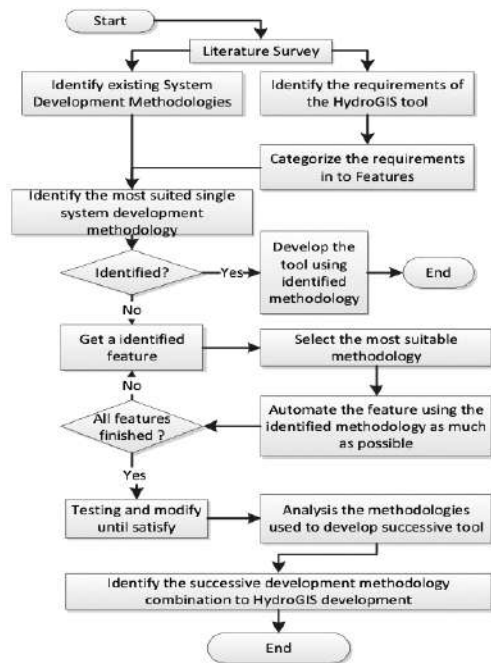 Start
Literature Survey
Identify existing System
Development Methodologies
Identify the requirements of
the HydroGIS tool
Categorize the requirements
in to Features
Identify the most suited single
system development
methodology
Identified?
Yes
Develop the
tool using
identified
methodology
End
No
Get a identified
feature
Select the most suitable
methodology
No
All features
finished ?
Automate the feature using the
identified methodology as much
as possible
Yes
Testing and modify
until satisfy
Analysis the methodologies
used to develop successive tool
Identify the successive development methodology
combination to HydroGIS development
End